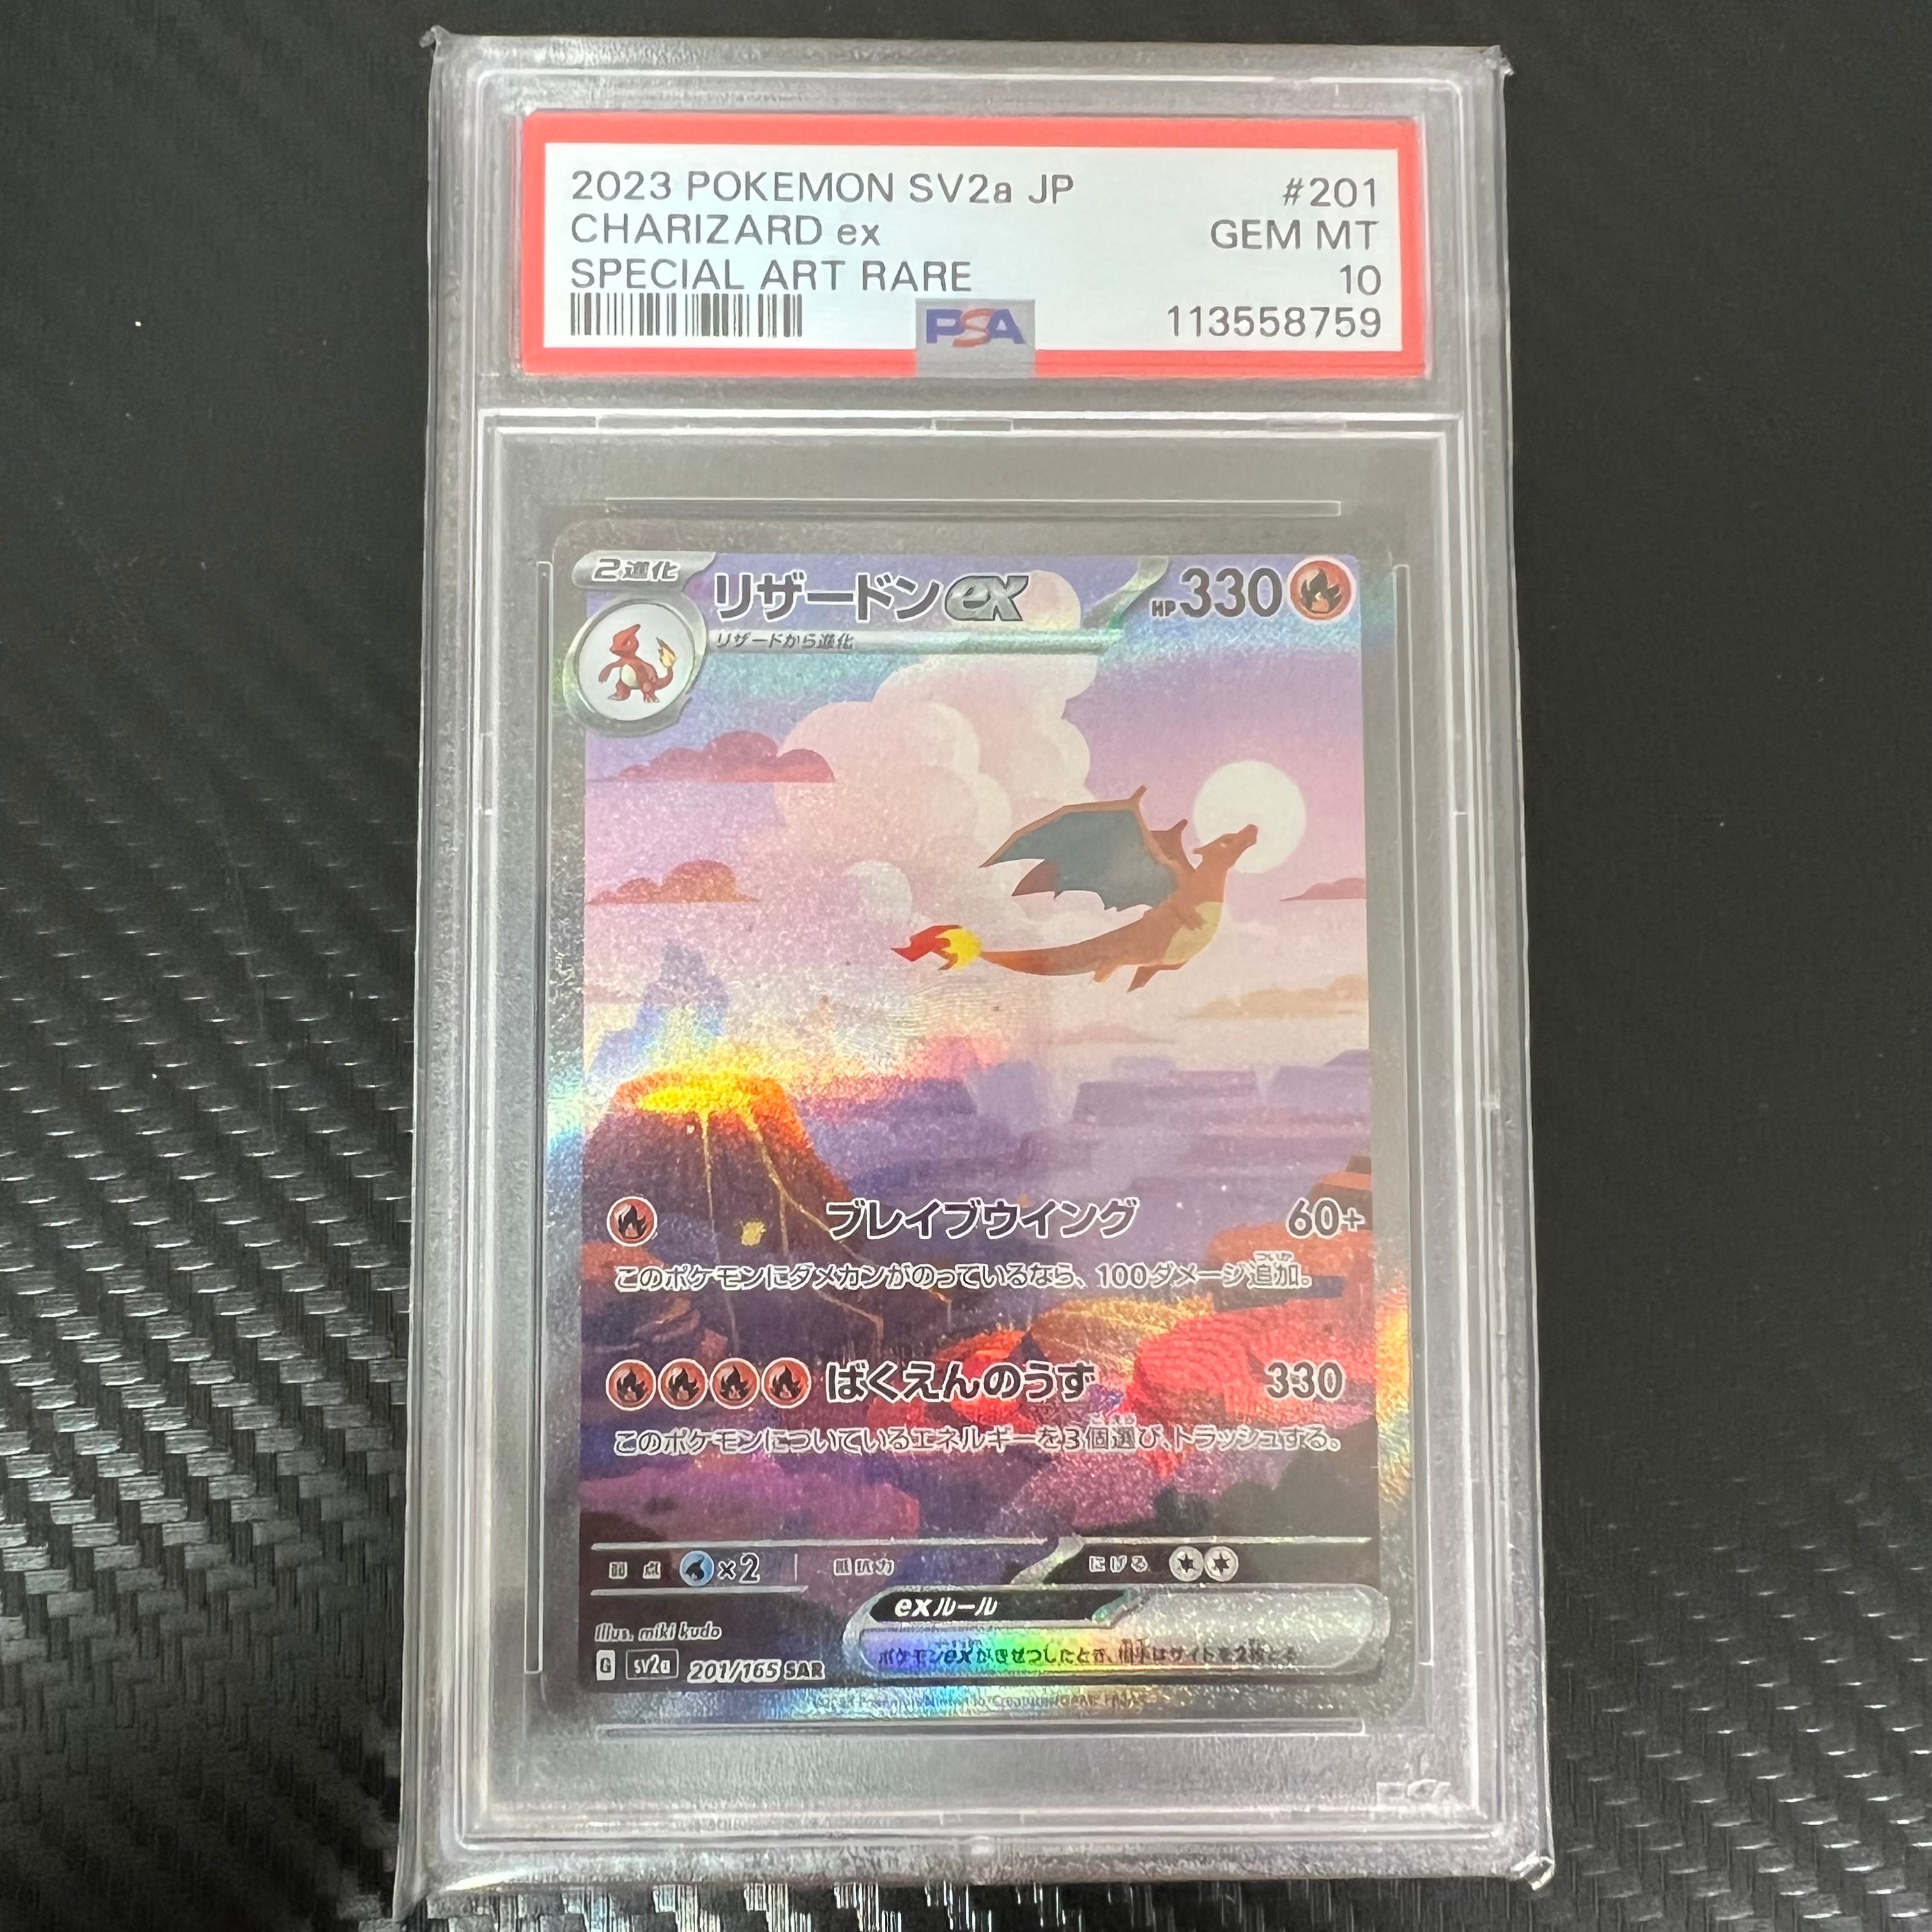 2023 POKEMON SV2a JP #201
CHARIZARD ex GEM MT
SPECIAL ART RARE 10
PSA 113558759
2進化 リザードンex HP330
リザードから進化
ブレイブウイング 60+
このポケモンにダメカンがのっているなら、100ダメージ追加。
ばくえんのうず 330
このポケモンについているエネルギーを3個選び、トラッシュする。
弱点 ×2 抵抗力 にげる
exルール
ポケモンexがきぜつしたとき、相手はサイドを2枚とる
Illus. miki kudo
G sv2a 201/165 SAR